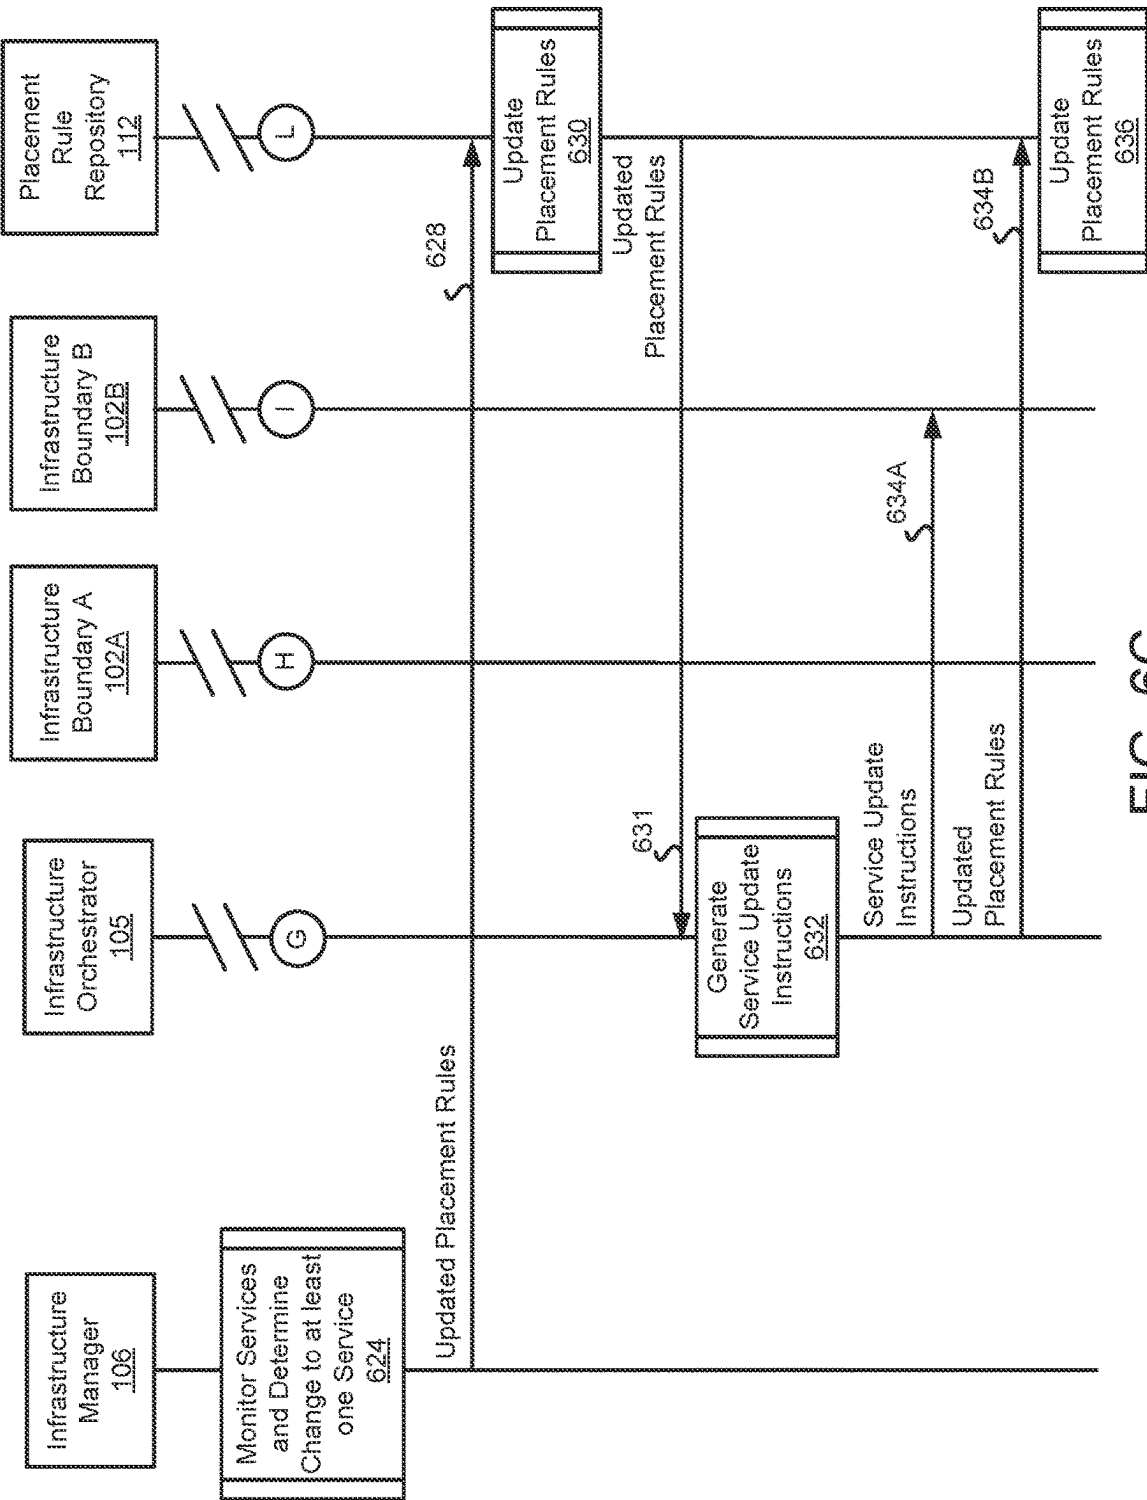 Infrastructure
Manager
106
Infrastructure
Orchestrator
105
Infrastructure
Boundary A
102A
Infrastructure
Boundary B
102B
Placement
Rule
Repository
112
G
H
I
L
Monitor Services
and Determine
Change to at least
one Service
624
Updated Placement Rules
628
Update
Placement Rules
630
Updated
Placement Rules
631
Generate
Service Update
Instructions
632
Service Update
Instructions
634A
Updated
Placement Rules
634B
Update
Placement Rules
636
FIG. 6C